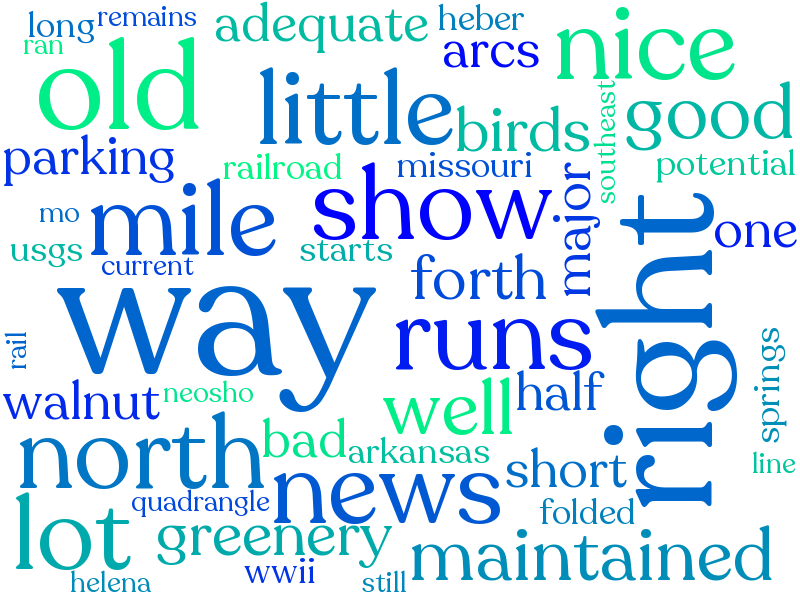 long
remains
adequate
heber
ran
arcs
nice
old
little
birds
southeast
good
parking
railroad
missouri
potential
mile
show
major
right
one
mo
usgs
current
starts
forth
way
runs
rail
springs
walnut
neosho
well
half
north
bad
arkansas
line
news
short
quadrangle
folded
lot
greenery
maintained
wwii
helena
still